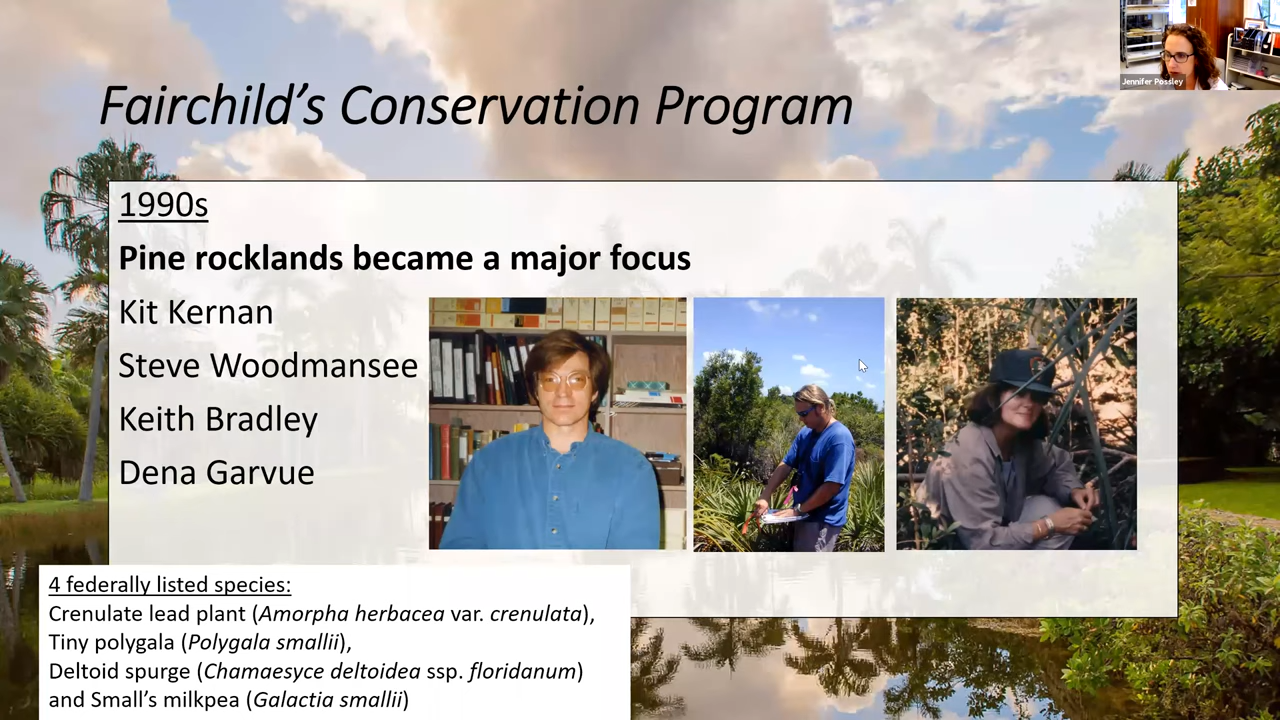 Jennifer Possley
Fairchild's Conservation Program
1990s
Pine rocklands became a major focus
Kit Kernan
Steve Woodmansee
Keith Bradley
Dena Garvue
4 federally listed species:
Crenulate lead plant (Amorpha herbacea var. crenulata),
Tiny polygala (Polygala smallii),
Deltoid spurge (Chamaesyce deltoidea ssp. floridanum)
and Small's milkpea (Galactia smallii)